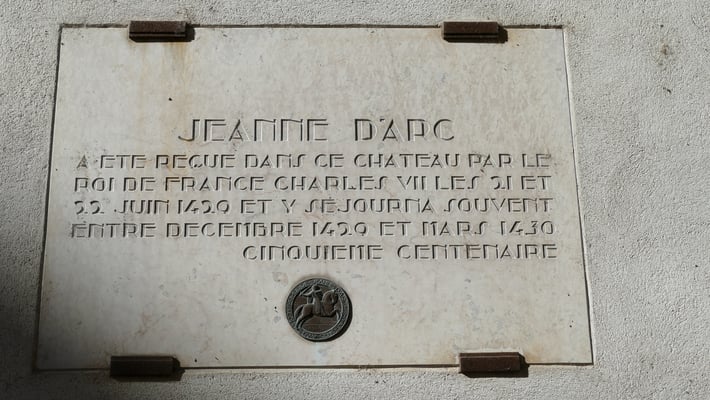 JEANNE D'ARC
A ETE REÇUE DANS CE CHATEAU PAR LE
ROI DE FRANCE CHARLES VII LES 21 ET
22 JUIN 1429 ET Y SÉJOURNA SOUVENT
ENTRE DECEMBRE 1429 ET MARS 1430
CINQUIEME CENTENAIRE